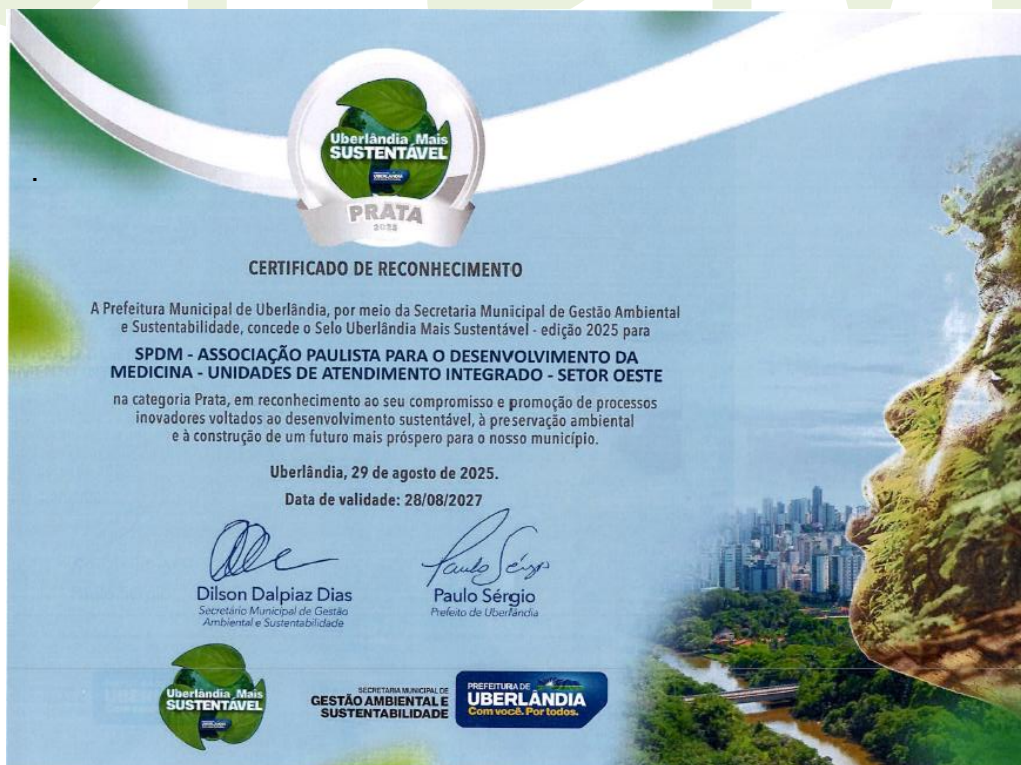 Uberlândia Mais
SUSTENTÁVEL
PRATA
CERTIFICADO DE RECONHECIMENTO
A Prefeitura Municipal de Uberlândia, por meio da Secretaria Municipal de Gestão Ambiental
e Sustentabilidade, concede o Selo Uberlândia Mais Sustentável - edição 2025 para
SPDM - ASSOCIAÇÃO PAULISTA PARA O DESENVOLVIMENTO DA
MEDICINA - UNIDADES DE ATENDIMENTO INTEGRADO - SETOR OESTE
na categoria Prata, em reconhecimento ao seu compromisso e promoção de processos
inovadores voltados ao desenvolvimento sustentável, à preservação ambiental
e à construção de um futuro mais próspero para o nosso município.
Uberlândia, 29 de agosto de 2025.
Data de validade: 28/08/2027
Paulo Sérgio
Dilson Dalpiaz Dias
Secretário Municipal de Gestão
Ambiental e Sustentabilidade
Paulo Sérgio
Prefeito de Uberlândia
Uberlândia Mais
SUSTENTÁVEL
SECRETARIA MUNICIPAL DE
GESTÃO AMBIENTAL E
SUSTENTABILIDADE
PREFEITURA DE
UBERLÂNDIA
Com você. Por todos.